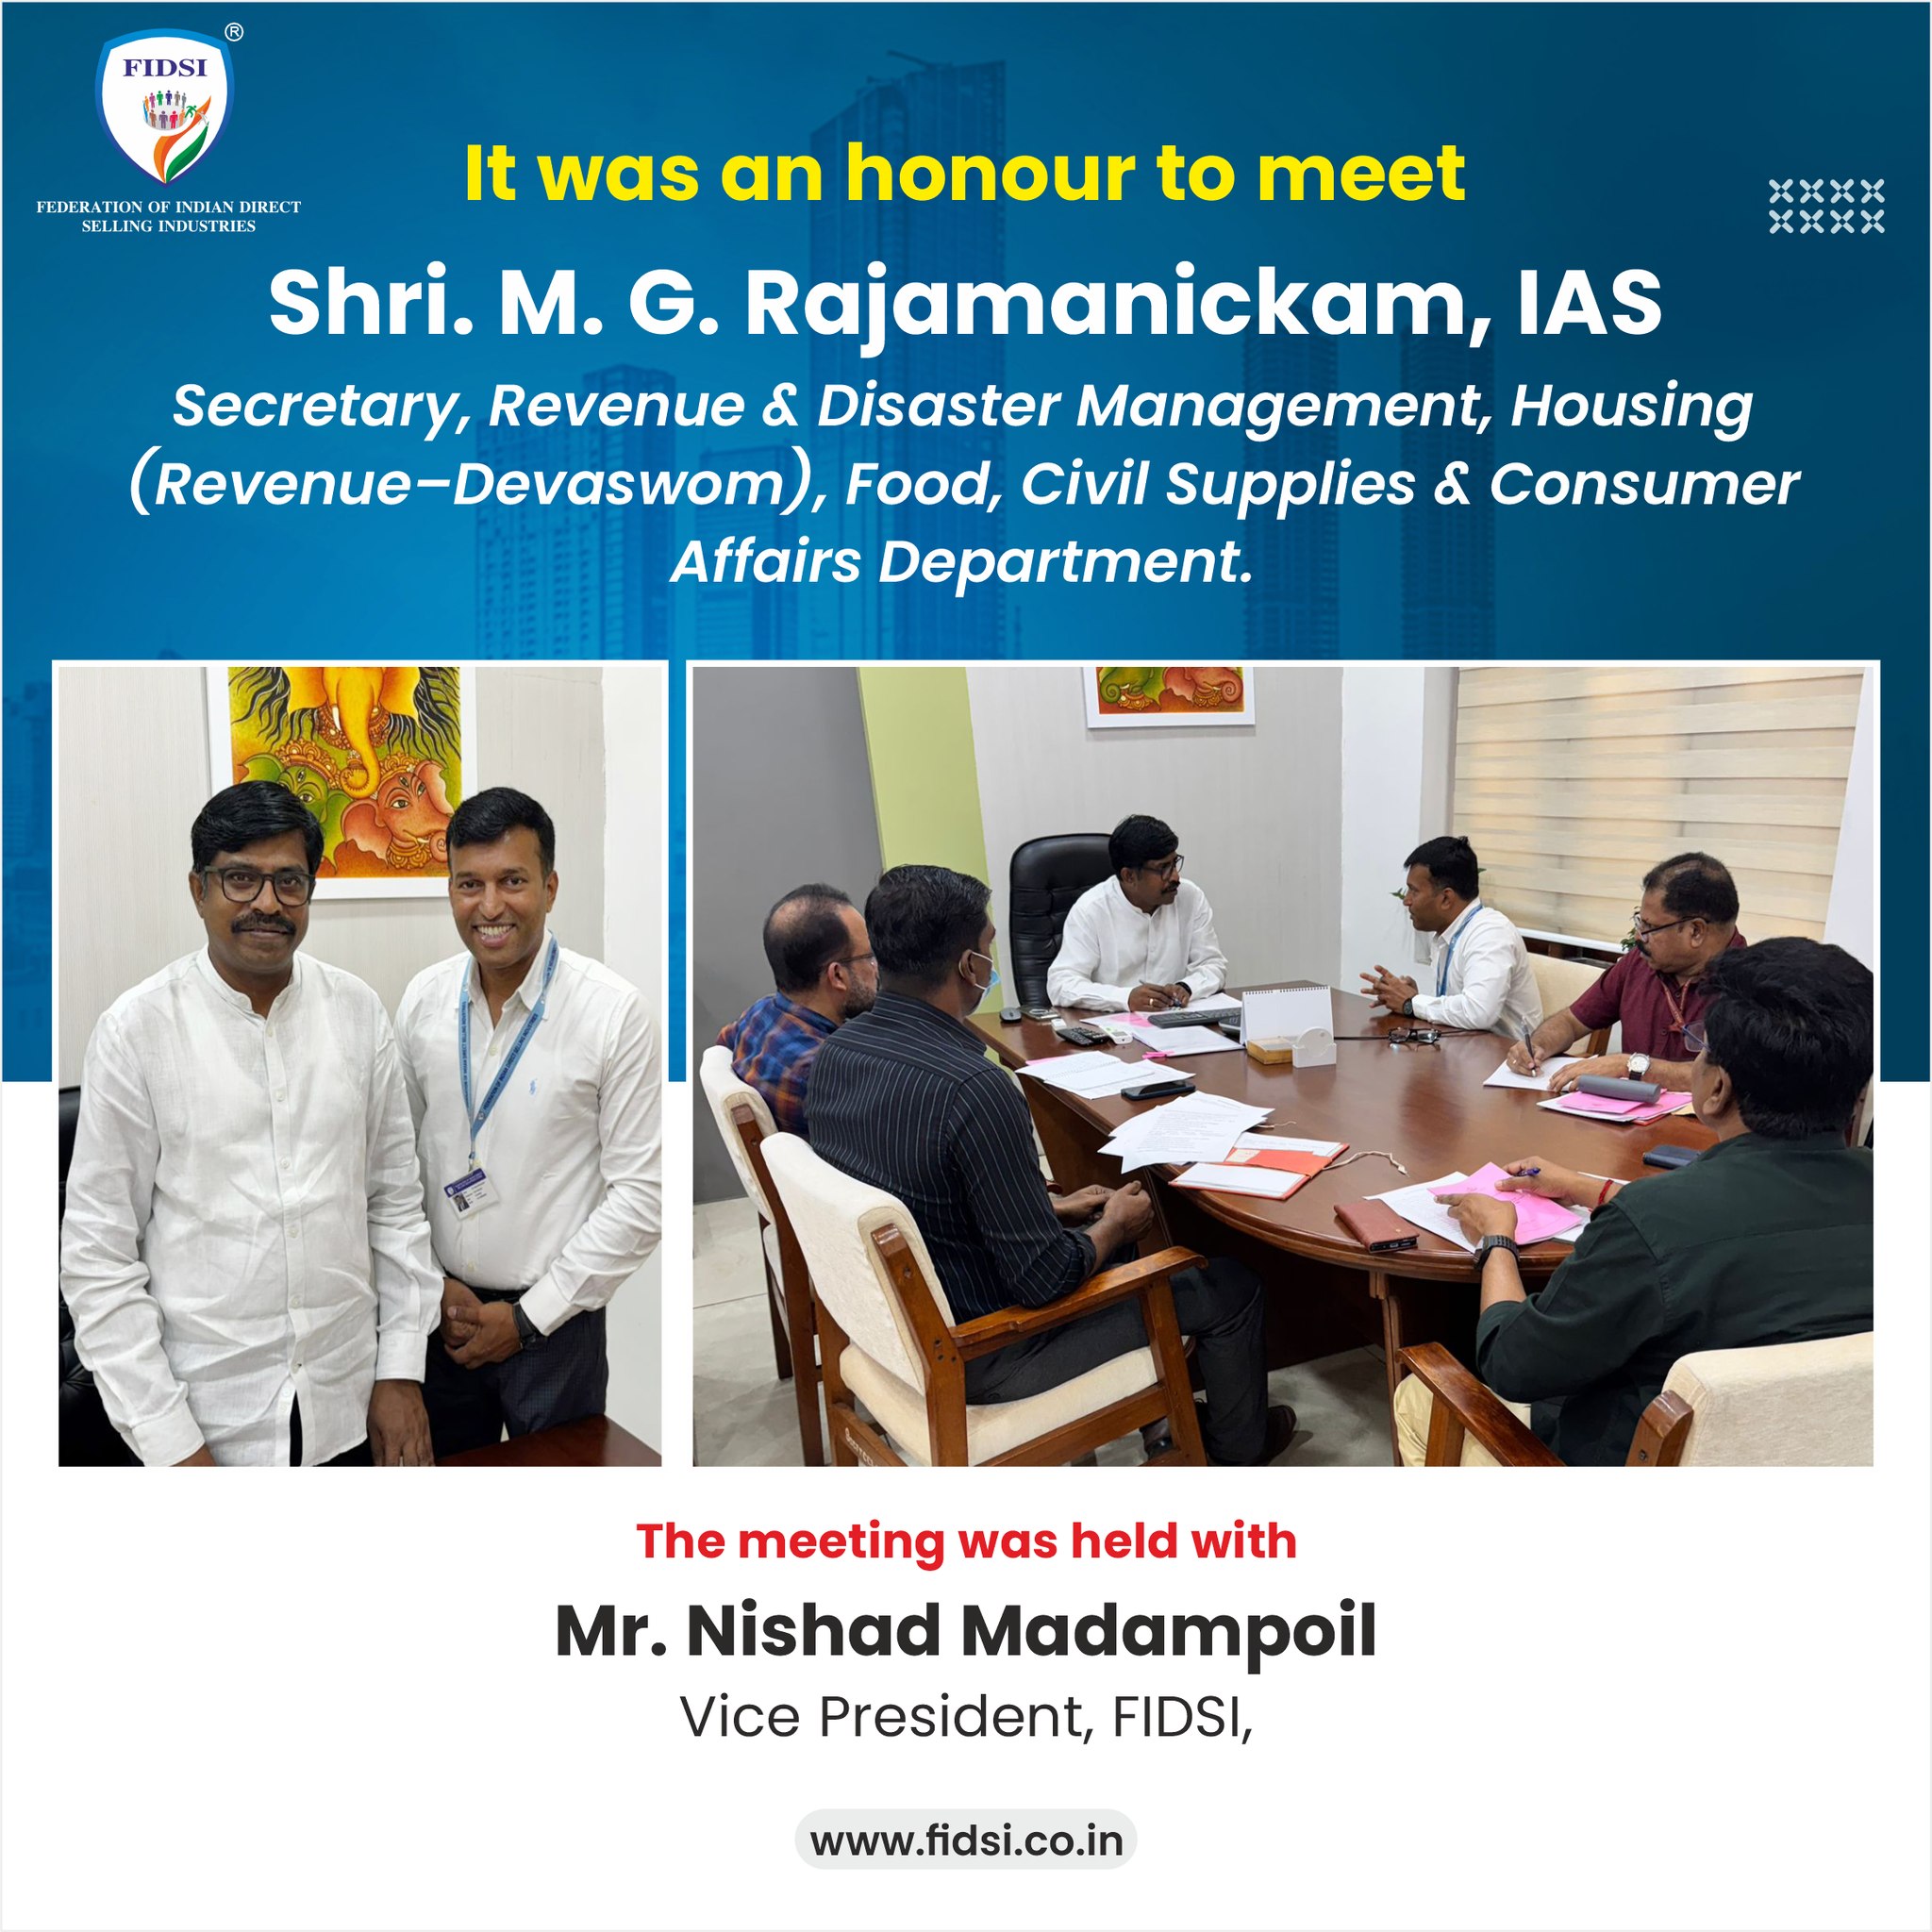 ®
FIDSI
FEDERATION OF INDIAN DIRECT
SELLING INDUSTRIES
It was an honour to meet
Shri. M. G. Rajamanickam, IAS
Secretary, Revenue & Disaster Management, Housing
(Revenue–Devaswom), Food, Civil Supplies & Consumer
Affairs Department.
The meeting was held with
Mr. Nishad Madampoil
Vice President, FIDSI,
www.fidsi.co.in